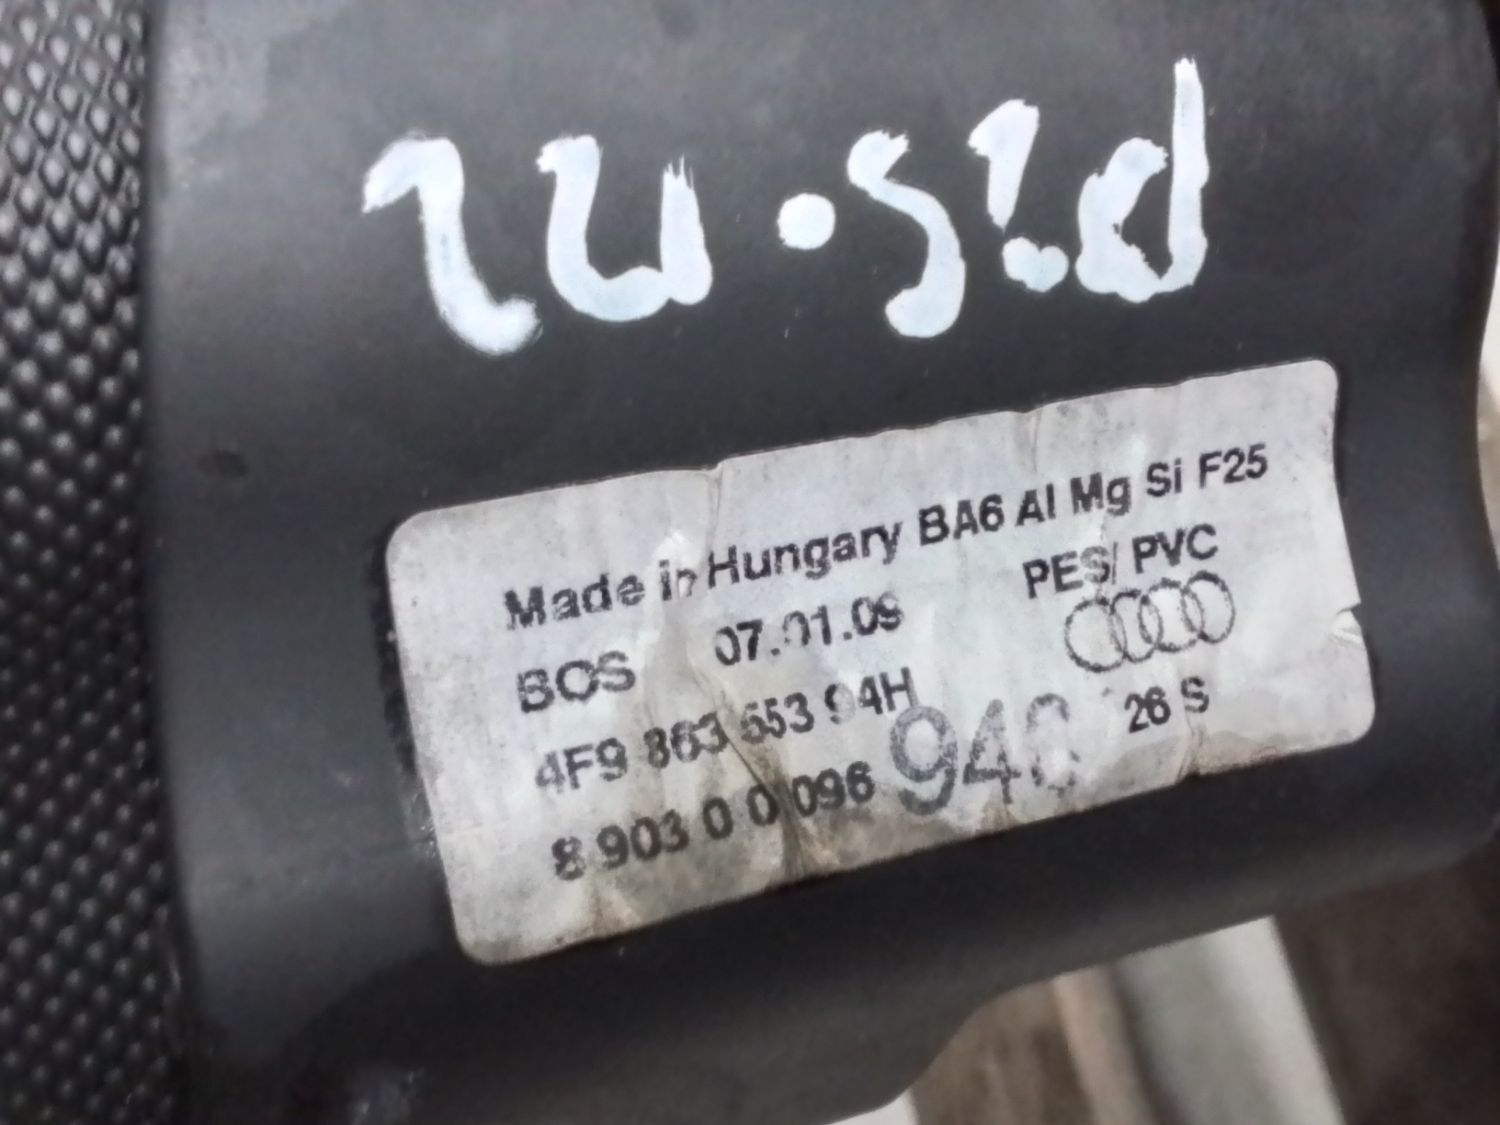 Made in Hungary BA6 Al Mg Si F25
PES/ PVC
BOS 07.01.09
4F9 863 553 94H
26 S
8 903 0 0 096